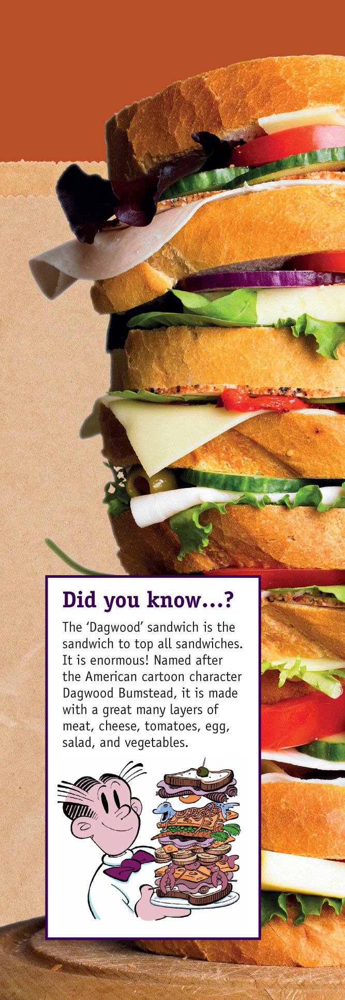 Did you know...?
The ‘Dagwood’ sandwich is the
sandwich to top all sandwiches.
It is enormous! Named after
the American cartoon character
Dagwood Bumstead, it is made
with a great many layers of
meat, cheese, tomatoes, egg,
salad, and vegetables.